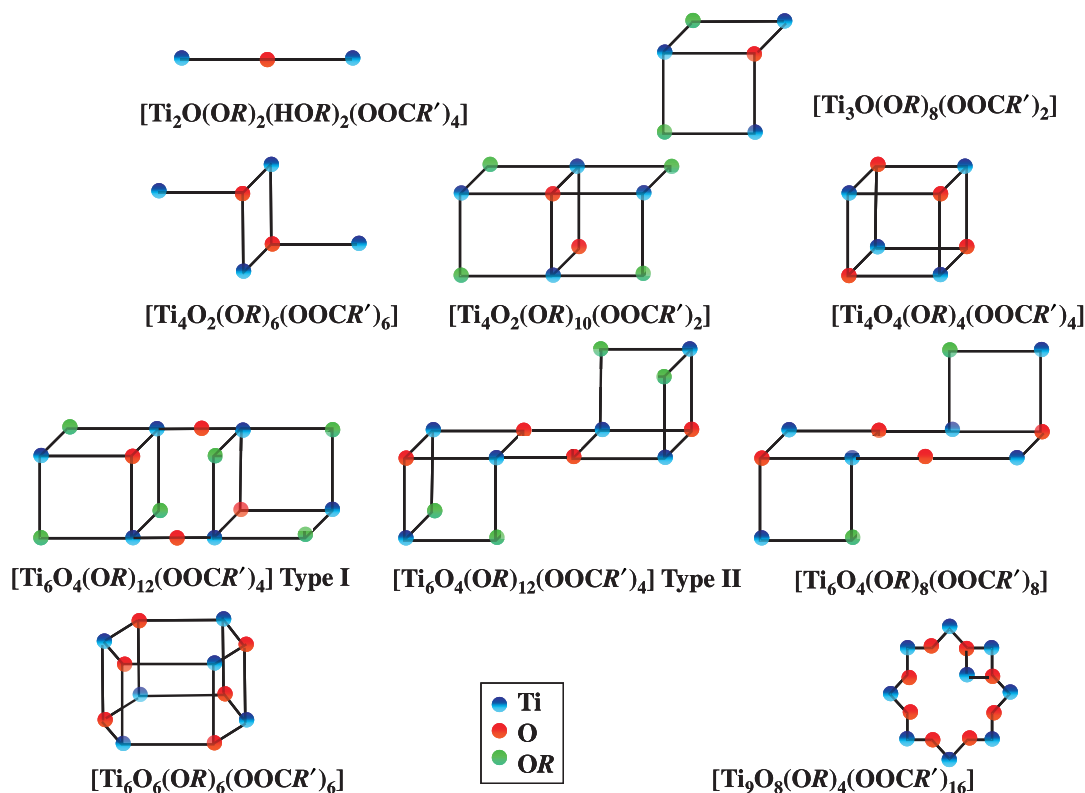 [Ti₂O(OR)₂(HOR)₂(OOCR′)₄]
[Ti₃O(OR)₈(OOCR′)₂]
[Ti₄O₂(OR)₆(OOCR′)₆]
[Ti₄O₂(OR)₁₀(OOCR′)₂]
[Ti₄O₄(OR)₄(OOCR′)₄]
[Ti₆O₄(OR)₁₂(OOCR′)₄] Type I
[Ti₆O₄(OR)₁₂(OOCR′)₄] Type II
[Ti₆O₄(OR)₈(OOCR′)₈]
[Ti₆O₆(OR)₆(OOCR′)₆]
Ti
O
OR
[Ti₉O₈(OR)₄(OOCR′)₁₆]